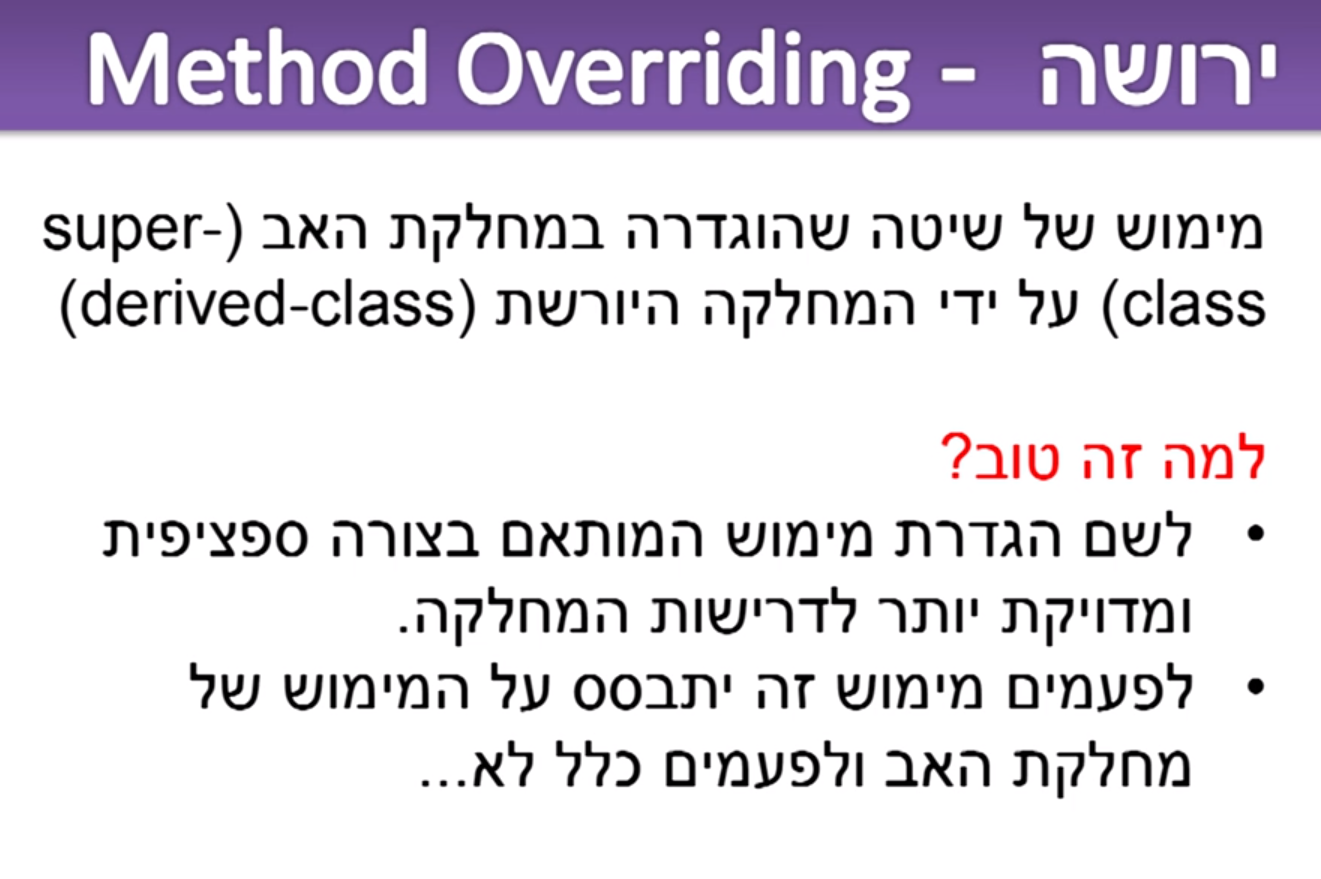 ירושה - Method Overriding
מימוש של שיטה שהוגדרה במחלקת האב (super-
class) על ידי המחלקה היורשת (derived-class)
למה זה טוב?
• לשם הגדרת מימוש המותאם בצורה ספציפית
ומדויקת יותר לדרישות המחלקה.
• לפעמים מימוש זה יתבסס על המימוש של
מחלקת האב ולפעמים כלל לא...